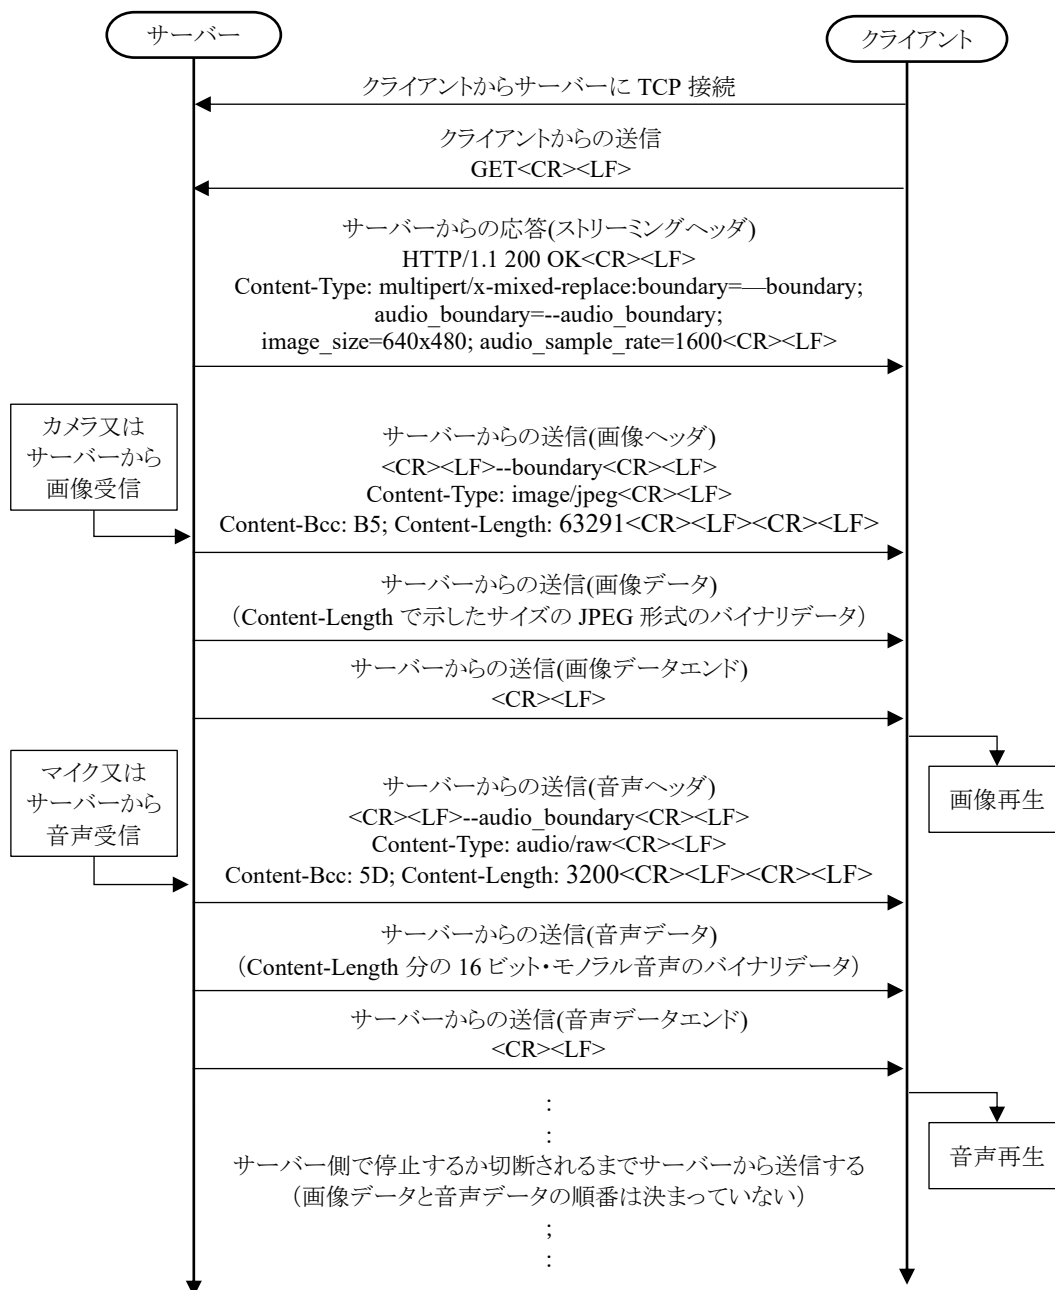 サーバー
クライアント
クライアントからサーバーに TCP 接続
クライアントからの送信
GET<CR><LF>
サーバーからの応答(ストリーミングヘッダ)
HTTP/1.1 200 OK<CR><LF>
Content-Type: multipert/x-mixed-replace:boundary=—boundary;
audio_boundary=--audio_boundary;
image_size=640x480; audio_sample_rate=1600<CR><LF>
カメラ又は
サーバーから
画像受信
サーバーからの送信(画像ヘッダ)
<CR><LF>--boundary<CR><LF>
Content-Type: image/jpeg<CR><LF>
Content-Bcc: B5; Content-Length: 63291<CR><LF><CR><LF>
サーバーからの送信(画像データ)
（Content-Length で示したサイズの JPEG 形式のバイナリデータ）
サーバーからの送信(画像データエンド)
<CR><LF>
画像再生
マイク又は
サーバーから
音声受信
サーバーからの送信(音声ヘッダ)
<CR><LF>--audio_boundary<CR><LF>
Content-Type: audio/raw<CR><LF>
Content-Bcc: 5D; Content-Length: 3200<CR><LF><CR><LF>
サーバーからの送信(音声データ)
（Content-Length 分の 16 ビット・モノラル音声のバイナリデータ）
サーバーからの送信(音声データエンド)
<CR><LF>
音声再生
:
:
サーバー側で停止するか切断されるまでサーバーから送信する
（画像データと音声データの順番は決まっていない）
;
: